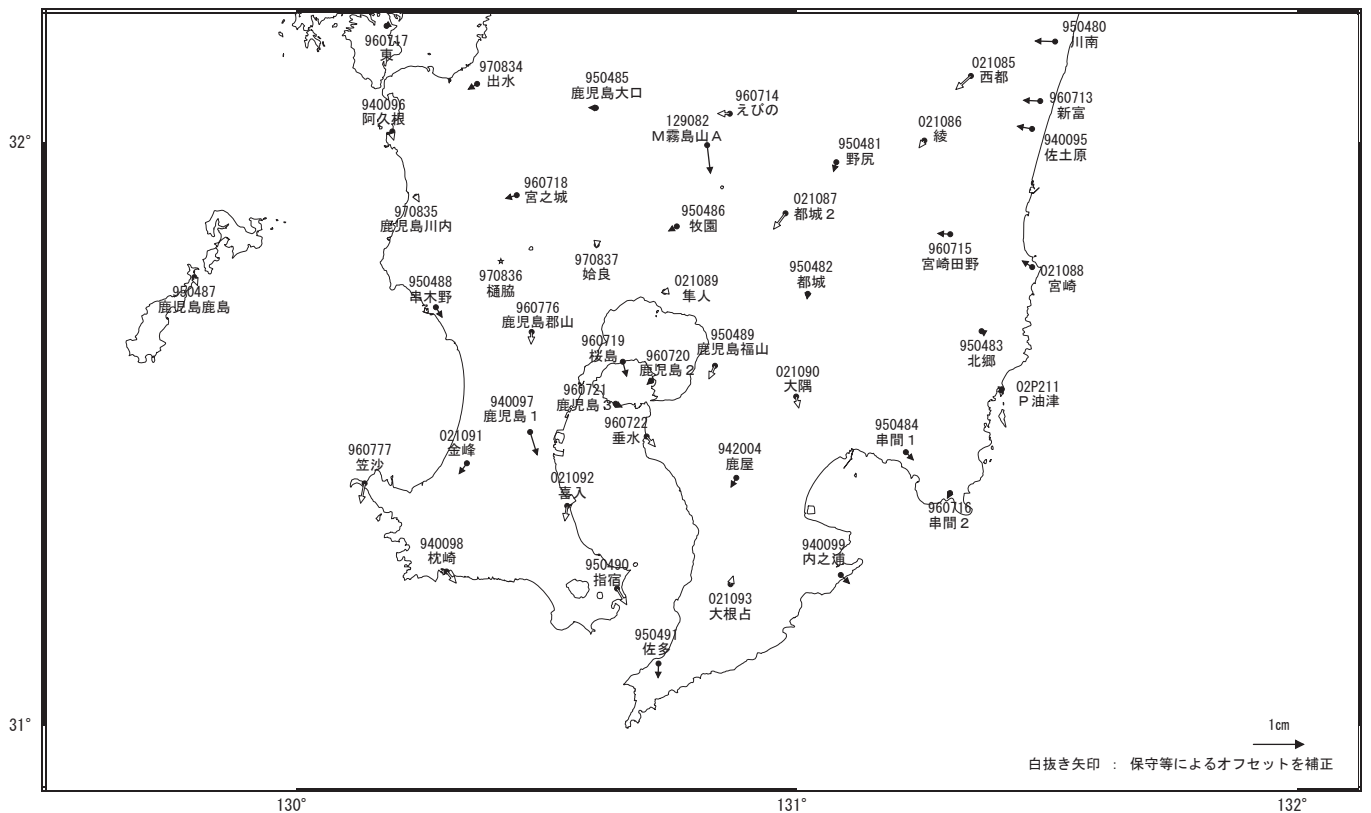 950480
川南
960717
東
021085
西都
970834
出水
950485
鹿児島大口
960714
えびの
960713
新富
940096
阿久根
129082
M霧島山A
021086
綾
940095
佐土原
32°
950481
野尻
960718
宮之城
021087
都城2
950486
牧園
970835
鹿児島川内
960715
宮崎田野
970837
姶良
021088
宮崎
970836
樋脇
950482
都城
021089
隼人
950488
串木野
950487
鹿児島鹿島
960776
鹿児島郡山
950489
鹿児島福山
960719
桜島
960720
鹿児島2
950483
北郷
021090
大隅
960721
鹿児島3
02P211
P油津
940097
鹿児島1
960722
垂水
950484
串間1
021091
金峰
960777
笠沙
942004
鹿屋
021092
喜入
960716
串間2
940098
枕崎
940099
内之浦
950490
指宿
021093
大根占
950491
佐多
31°
1cm
白抜き矢印 : 保守等によるオフセットを補正
130°
131°
132°